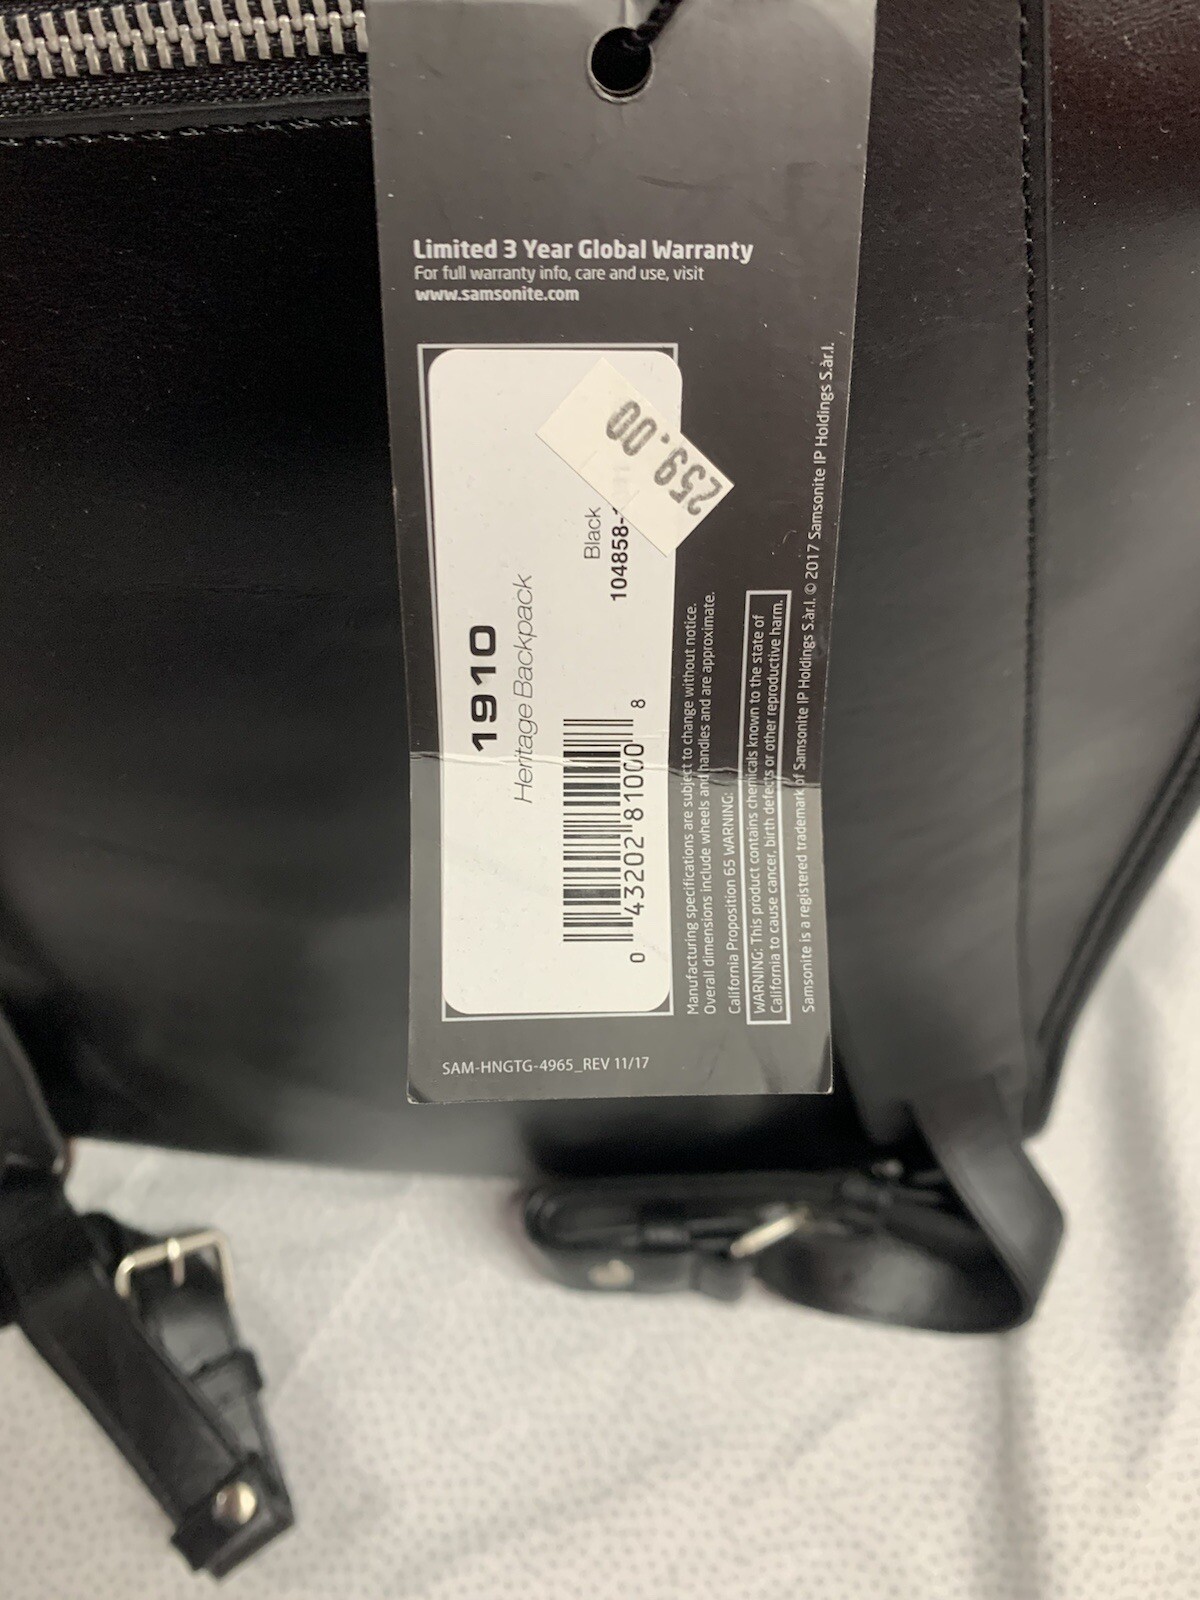 Limited 3 Year Global Warranty
For full warranty info, care and use, visit
www.samsonite.com
1910
Heritage Backpack
Black
104858-
259.00
0 43202 81000 8
Manufacturing specifications are subject to change without notice.
Overall dimensions include wheels and handles and are approximate.
California Proposition 65 WARNING:
WARNING: This product contains chemicals known to the state of
California to cause cancer, birth defects or other reproductive harm.
Samsonite is a registered trademark of Samsonite IP Holdings S.àr.l. © 2017 Samsonite IP Holdings S.àr.l.
SAM-HNGTG-4965_REV 11/17